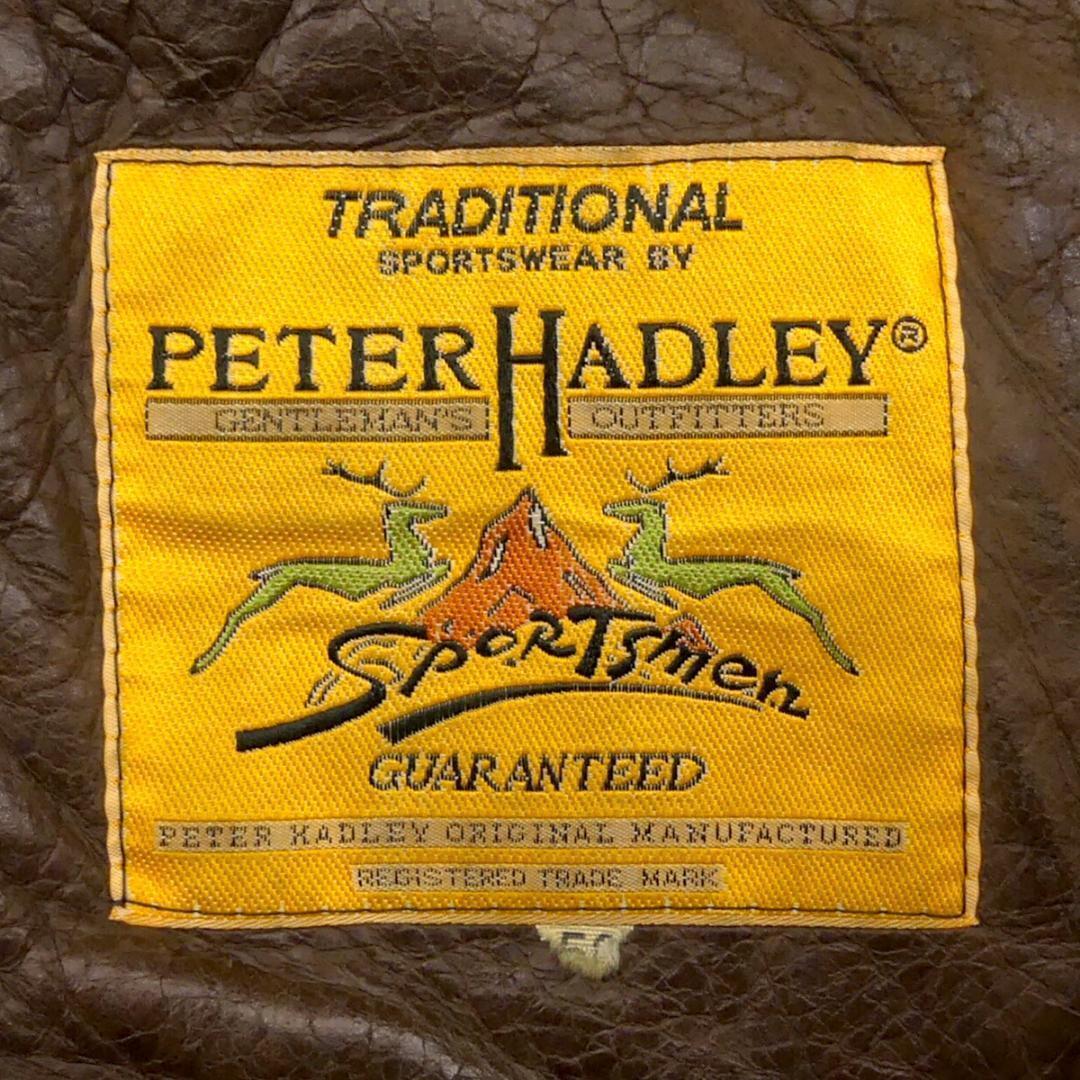 TRADITIONAL
SPORTSWEAR BY
PETER HADLEY®
GENTLEMAN'S OUTFITTERS
SPORTSMEN
GUARANTEED
PETER HADLEY ORIGINAL MANUFACTURED
REGISTERED TRADE MARK